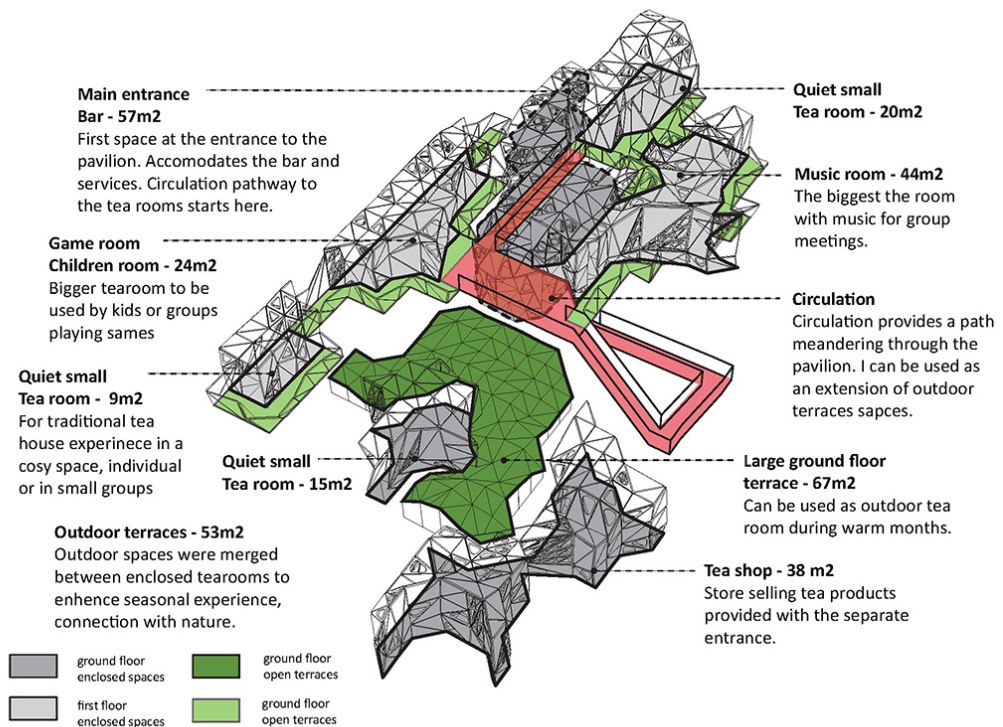 Main entrance
Bar - 57m2
First space at the entrance to the
pavilion. Accomodates the bar and
services. Circulation pathway to
the tea rooms starts here.
Game room
Children room - 24m2
Bigger tearoom to be
used by kids or groups
playing sames
Quiet small
Tea room -  9m2
For traditional tea
house experinece in a
cosy space, individual
or in small groups
Quiet small
Tea room - 15m2
Outdoor terraces - 53m2
Outdoor spaces were merged
between enclosed tearooms to
enhence seasonal experience,
connection with nature.
Quiet small
Tea room - 20m2
Music room - 44m2
The biggest the room
with music for group
meetings.
Circulation
Circulation provides a path
meandering through the
pavilion. I can be used as
an extension of outdoor
terraces sapces.
Large ground floor
terrace - 67m2
Can be used as outdoor tea
room during warm months.
Tea shop - 38 m2
Store selling tea products
provided with the separate
entrance.
ground floor
enclosed spaces
ground floor
open terraces
first floor
enclosed spaces
ground floor
open terraces